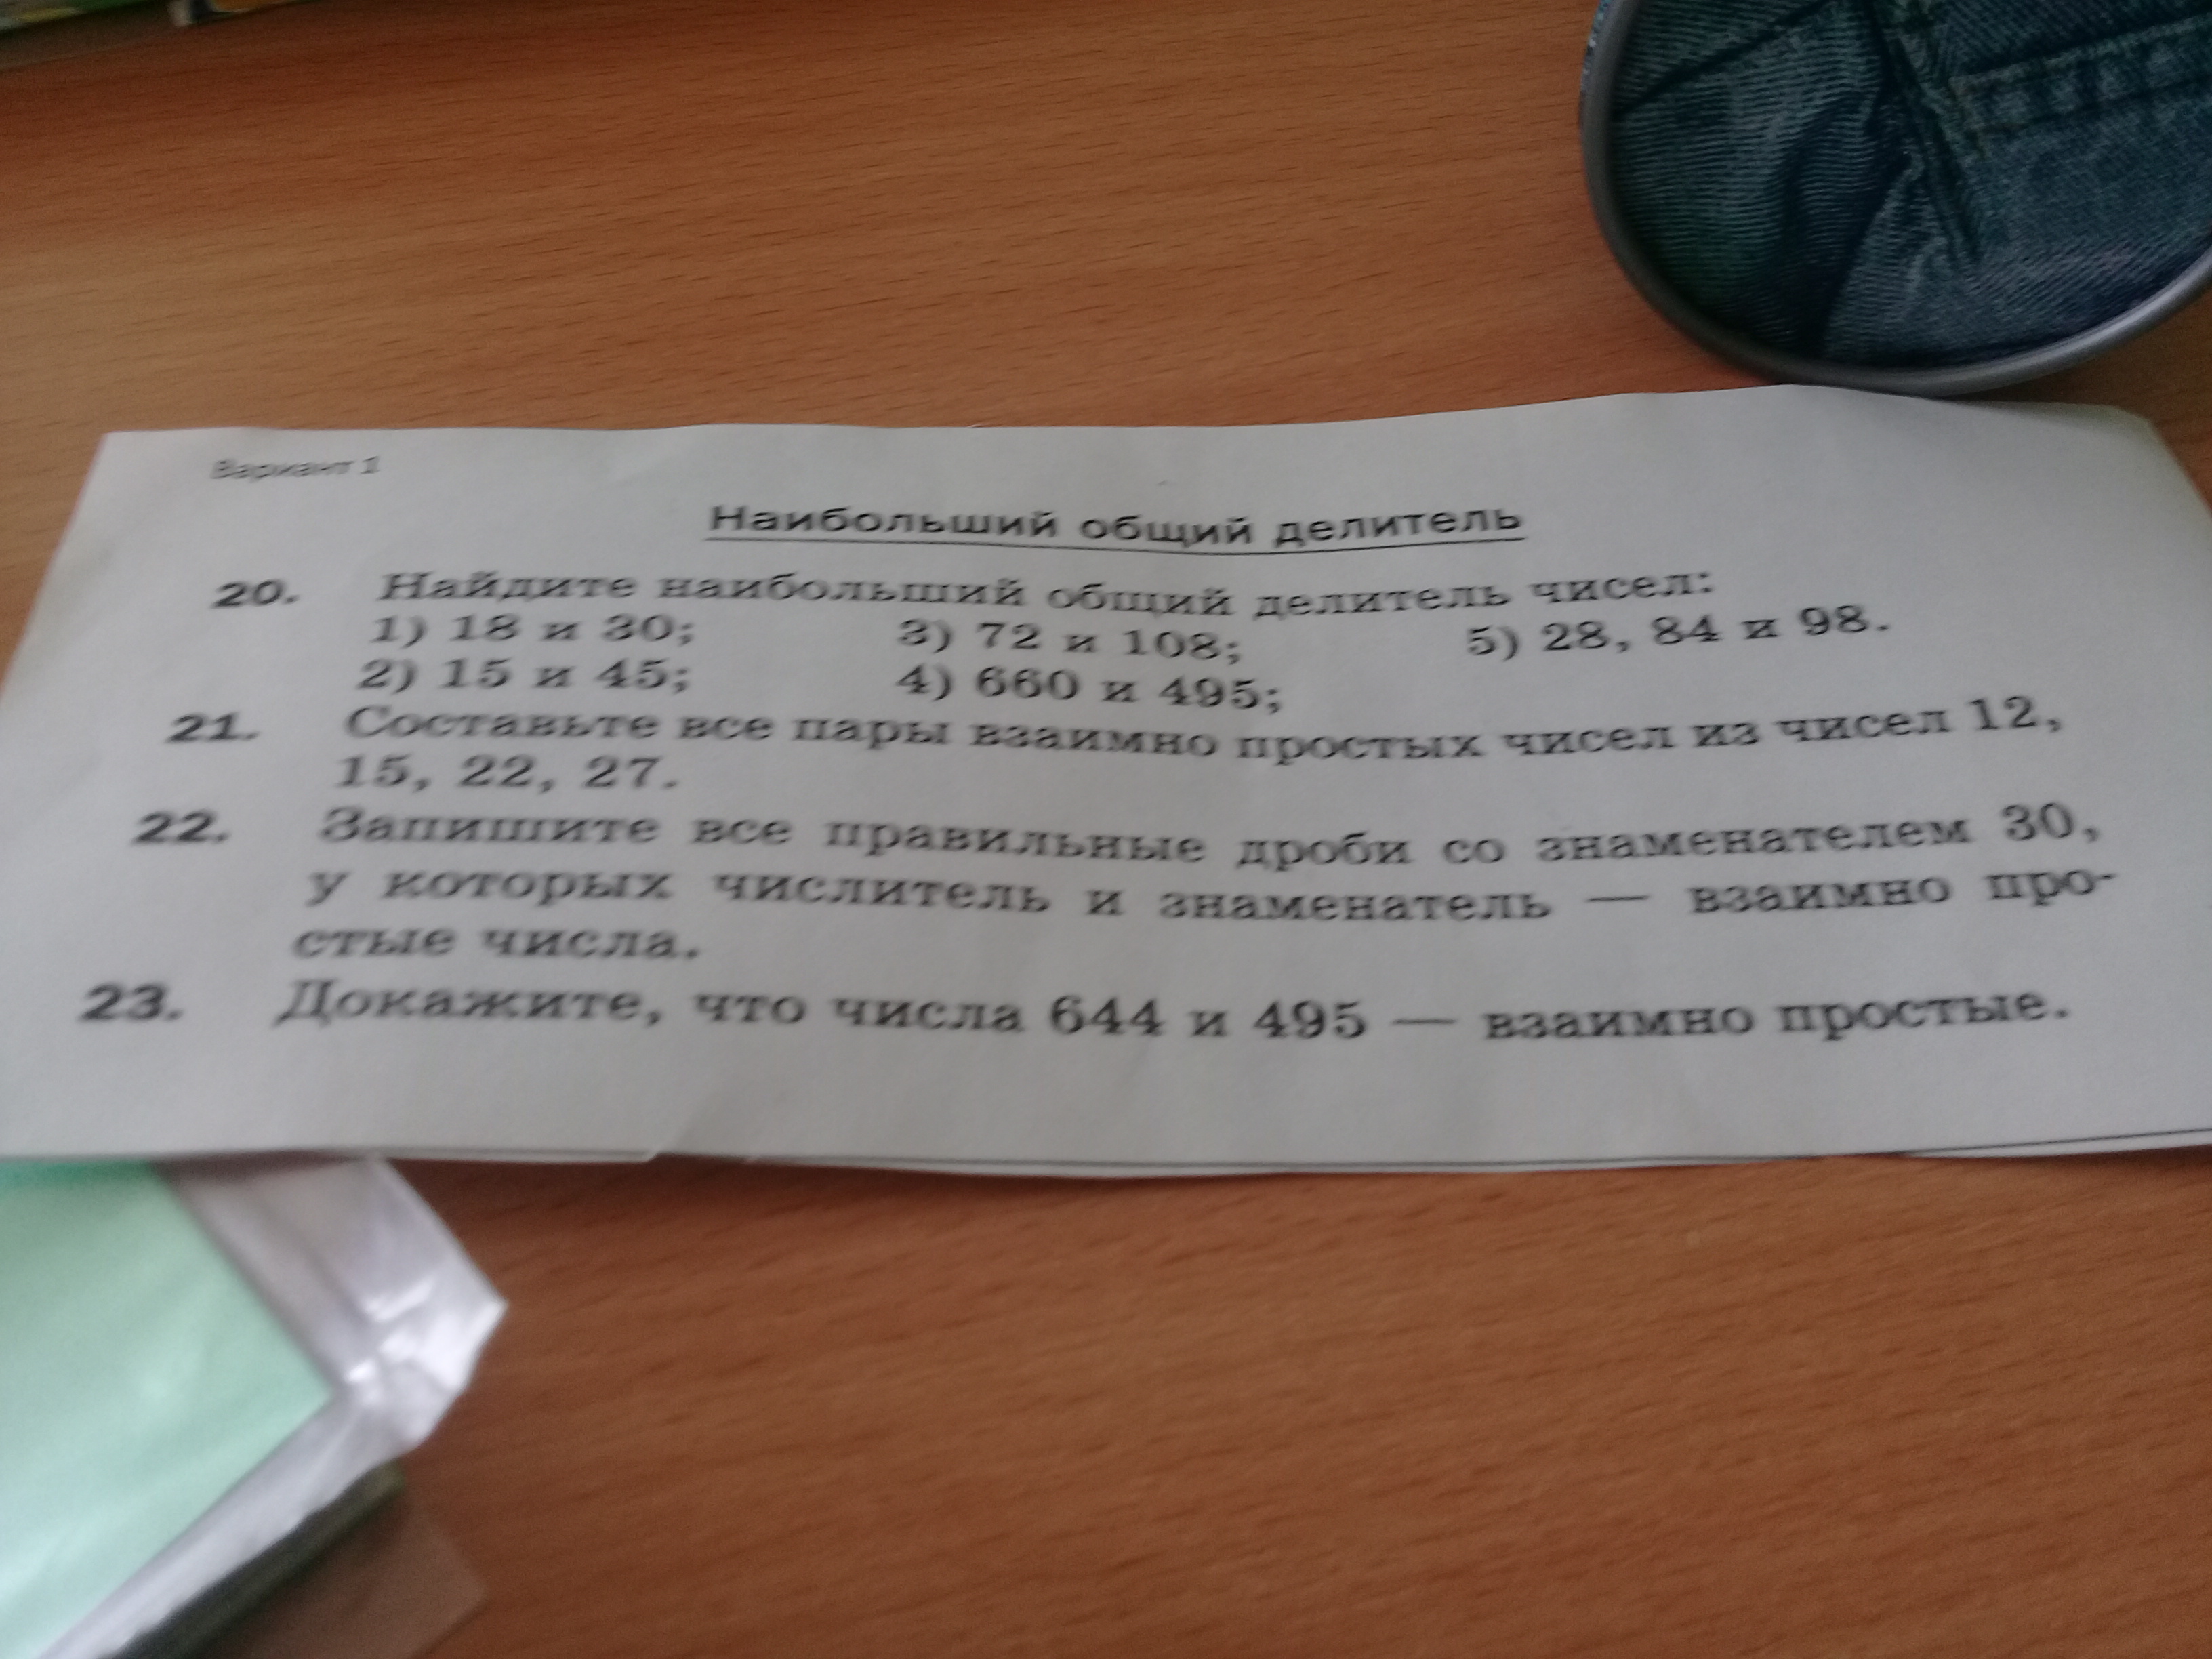 Вариант 1
Наибольший общий делитель
20. Найдите наибольший общий делитель чисел:
1) 18 и 30; 3) 72 и 108; 5) 28, 84 и 98.
2) 15 и 45; 4) 660 и 495;
21. Составьте все пары взаимно простых чисел из чисел 12,
15, 22, 27.
22. Запишите все правильные дроби со знаменателем 30,
у которых числитель и знаменатель — взаимно про-
стые числа.
23. Докажите, что числа 644 и 495 — взаимно простые.